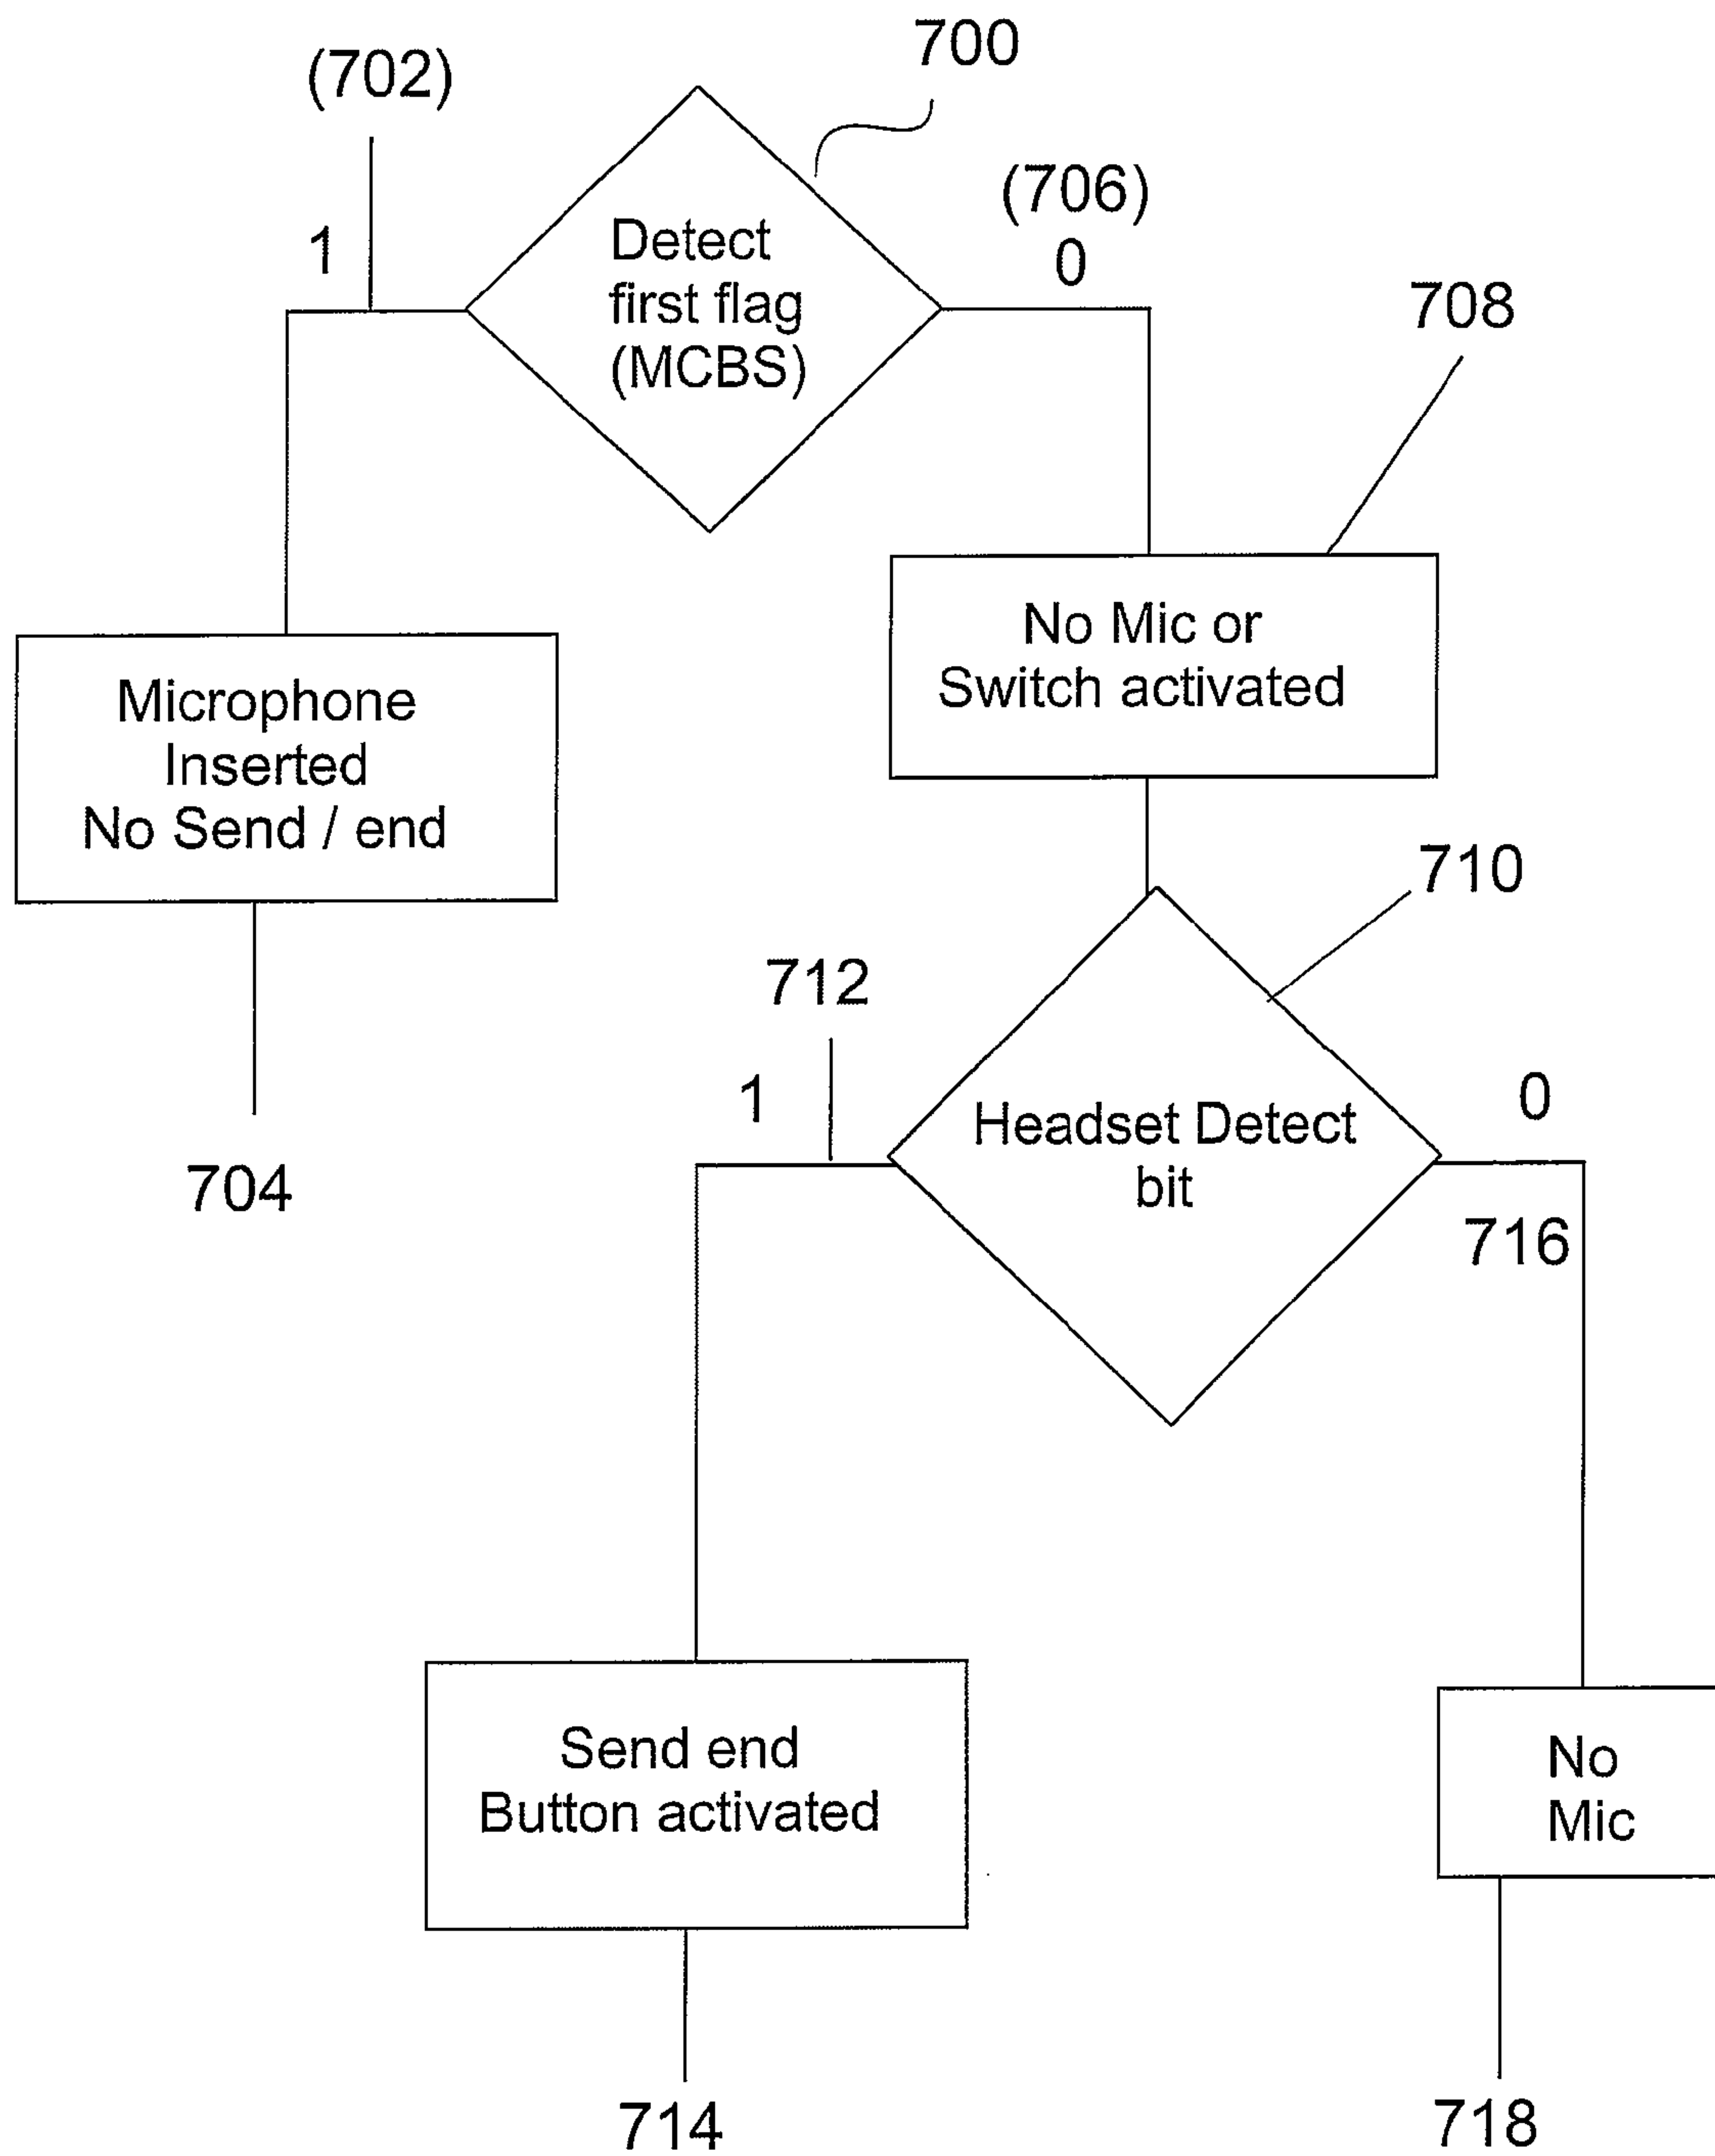 700
(702)
(706)
1
0
Detect
first flag
(MCBS)
708
No Mic or
Switch activated
Microphone
Inserted
No Send / end
710
712
1
0
Headset Detect
bit
704
716
Send end
Button activated
No
Mic
714
718